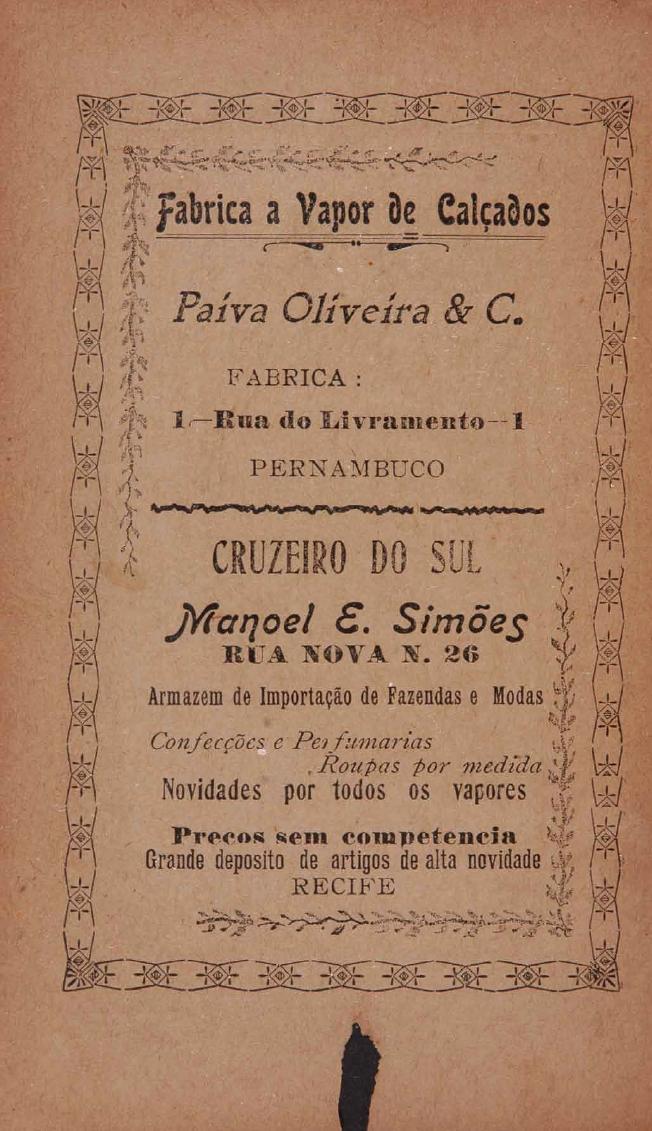 Fabrica a Vapor de Calçados
Paiva Oliveira & C.
FABRICA :
1—Rua do Livramento--1
PERNAMBUCO
CRUZEIRO DO SUL
Manoel E. Simões
RUA NOVA N. 26
Armazem de Importação de Fazendas e Modas
Confecções e Perfumarias
Roupas por medida
Novidades por todos os vapores
Precos sem competencia
Grande deposito de artigos de alta novidade
RECIFE